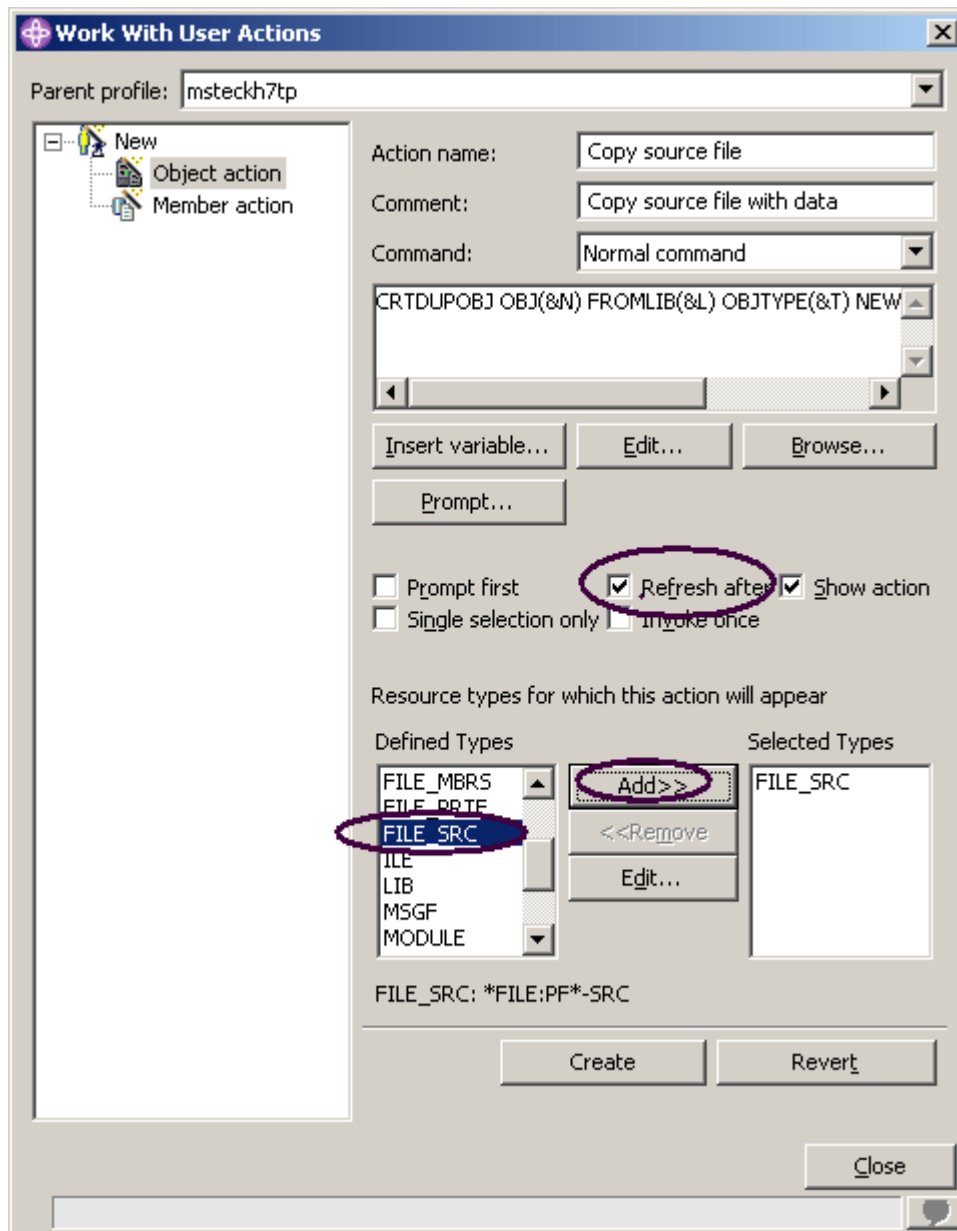 Work With User Actions
Parent profile: msteckh7tp
New
Object action
Member action
Action name: Copy source file
Comment: Copy source file with data
Command: Normal command
CRTDUPOBJ OBJ(&N) FROMLIB(&L) OBJTYPE(&T) NEW
Insert variable... Edit... Browse...
Prompt...
Prompt first Refresh after Show action
Single selection only Invoke once
Resource types for which this action will appear
Defined Types Selected Types
FILE_MBRS Add>> FILE_SRC
FILE_PRTF
FILE_SRC <<Remove
ILE
LIB Edit...
MSGF
MODULE
FILE_SRC: *FILE:PF*-SRC
Create Revert
Close